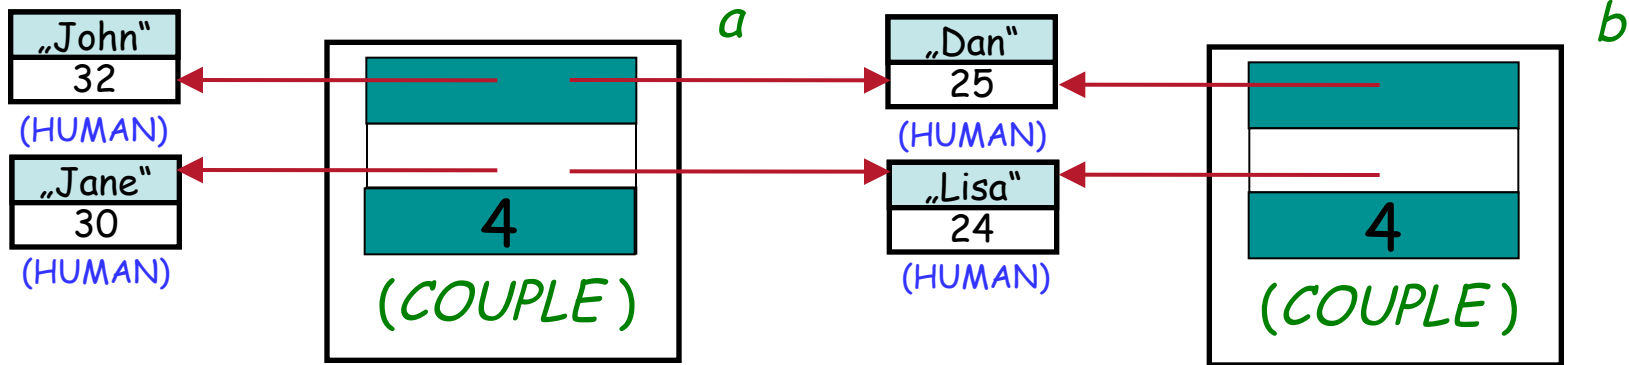 „John“
32
(HUMAN)
„Jane“
30
(HUMAN)
a
4
(COUPLE)
„Dan“
25
(HUMAN)
„Lisa“
24
(HUMAN)
b
4
(COUPLE)